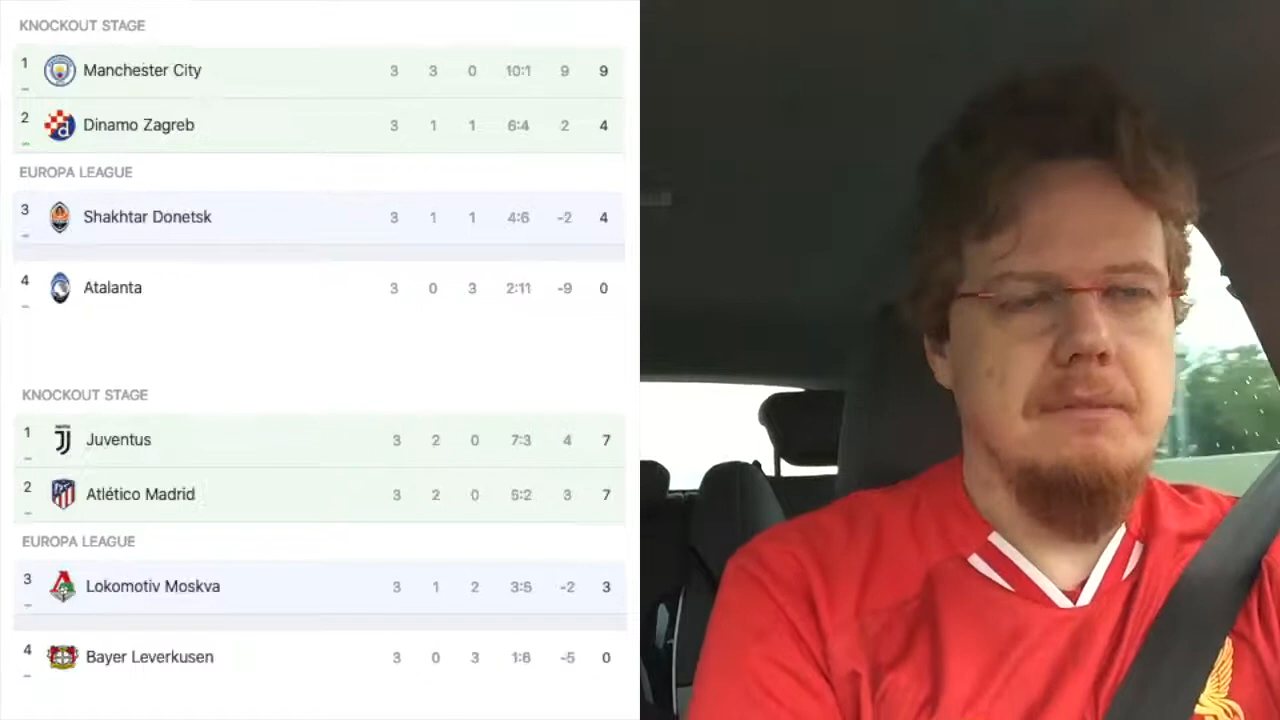 KNOCKOUT STAGE
1 Manchester City 3 3 0 10:1 9 9
2 Dinamo Zagreb 3 1 1 6:4 2 4
EUROPA LEAGUE
3 Shakhtar Donetsk 3 1 1 4:6 -2 4
4 Atalanta 3 0 3 2:11 -9 0
KNOCKOUT STAGE
1 Juventus 3 2 0 7:3 4 7
2 Atlético Madrid 3 2 0 5:2 3 7
EUROPA LEAGUE
3 Lokomotiv Moskva 3 1 2 3:5 -2 3
4 Bayer Leverkusen 3 0 3 1:6 -5 0